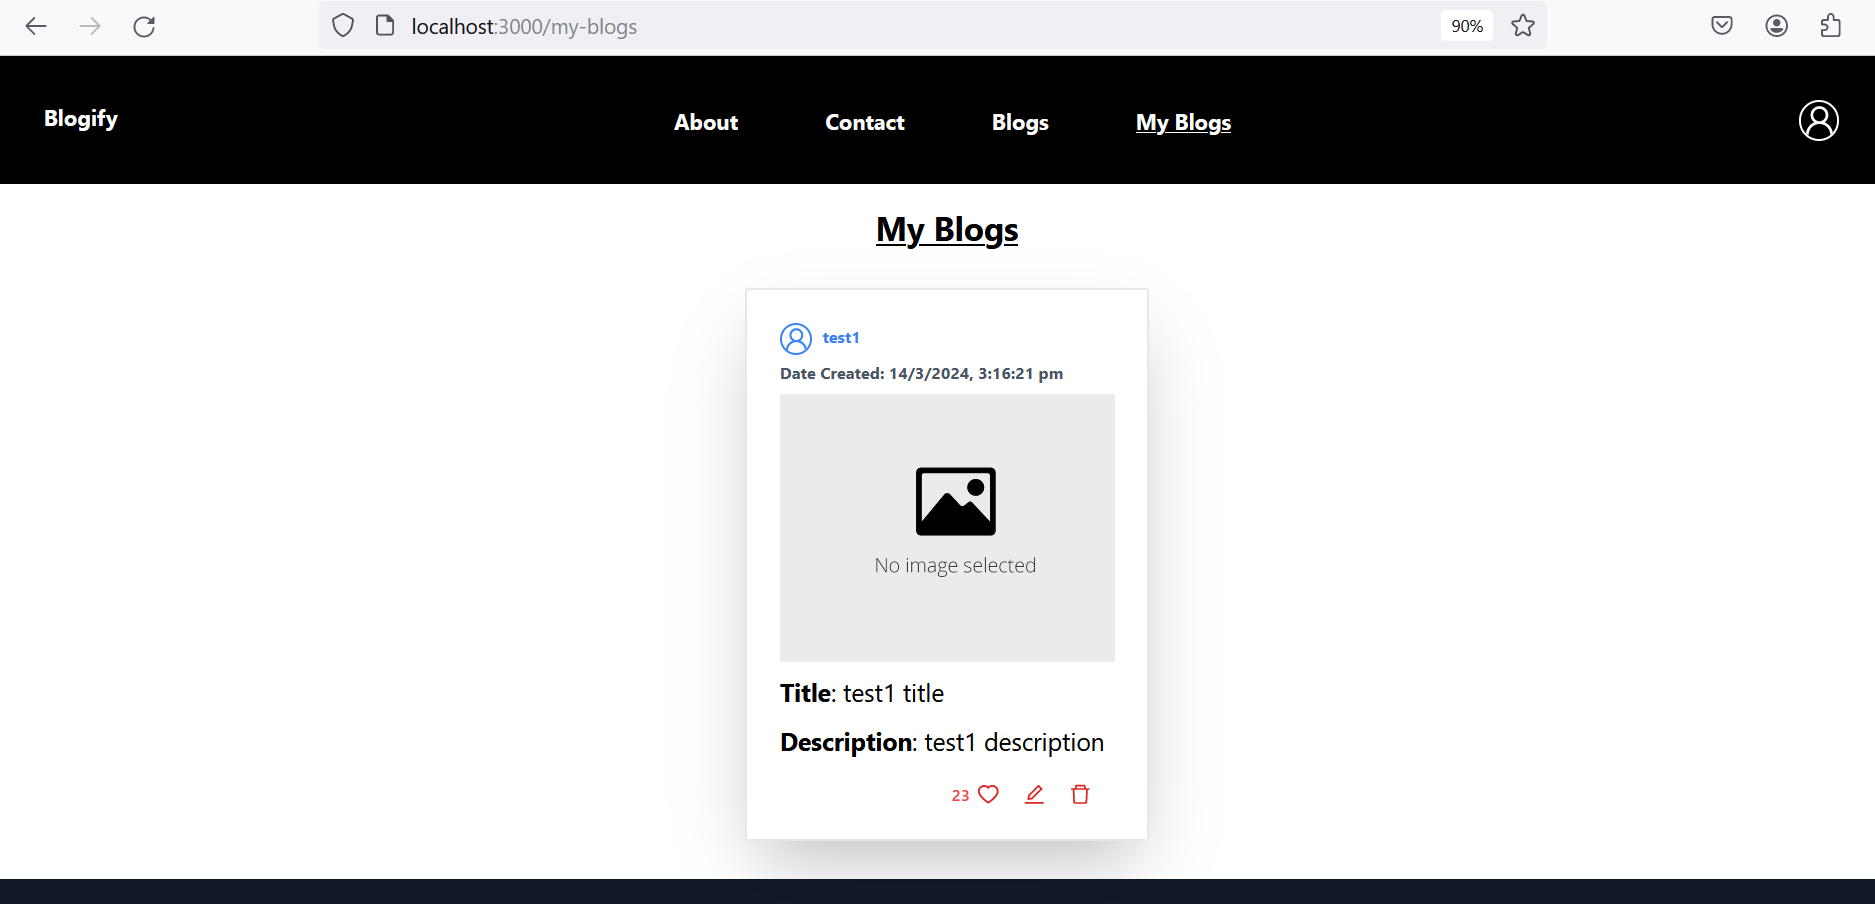 localhost:3000/my-blogs
90%
Blogify
About
Contact
Blogs
My Blogs
My Blogs
test1
Date Created: 14/3/2024, 3:16:21 pm
No image selected
Title: test1 title
Description: test1 description
23